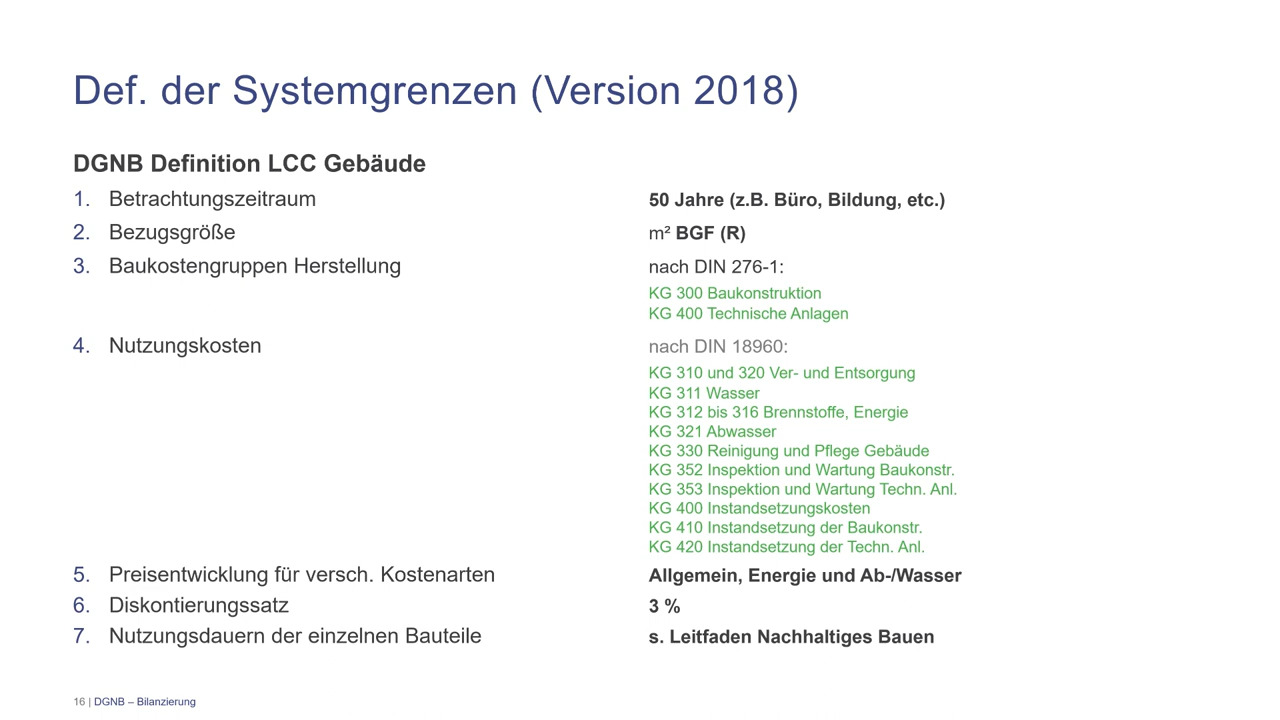 Def. der Systemgrenzen (Version 2018)
DGNB Definition LCC Gebäude
1. Betrachtungszeitraum 50 Jahre (z.B. Büro, Bildung, etc.)
2. Bezugsgröße m² BGF (R)
3. Baukostengruppen Herstellung nach DIN 276-1:
KG 300 Baukonstruktion
KG 400 Technische Anlagen
4. Nutzungskosten nach DIN 18960:
KG 310 und 320 Ver- und Entsorgung
KG 311 Wasser
KG 312 bis 316 Brennstoffe, Energie
KG 321 Abwasser
KG 330 Reinigung und Pflege Gebäude
KG 352 Inspektion und Wartung Baukonstr.
KG 353 Inspektion und Wartung Techn. Anl.
KG 400 Instandsetzungskosten
KG 410 Instandsetzung der Baukonstr.
KG 420 Instandsetzung der Techn. Anl.
5. Preisentwicklung für versch. Kostenarten Allgemein, Energie und Ab-/Wasser
6. Diskontierungssatz 3 %
7. Nutzungsdauern der einzelnen Bauteile s. Leitfaden Nachhaltiges Bauen
16 | DGNB – Bilanzierung